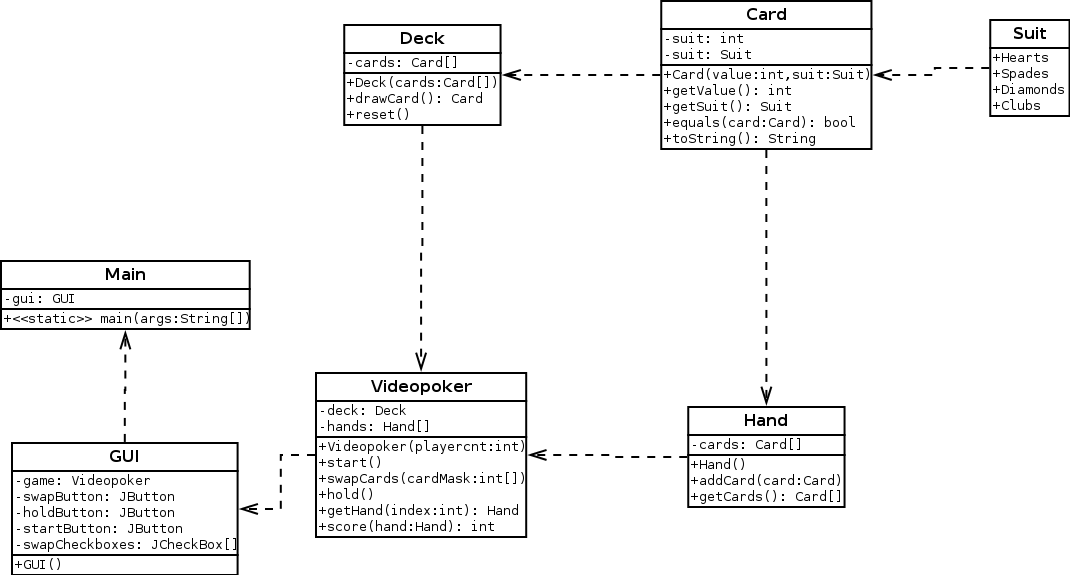 Deck
-cards: Card[]
+Deck(cards:Card[])
+drawCard(): Card
+reset()
Card
-suit: int
-suit: Suit
+Card(value:int,suit:Suit)
+getValue(): int
+getSuit(): Suit
+equals(card:Card): bool
+toString(): String
Suit
+Hearts
+Spades
+Diamonds
+Clubs
Main
-gui: GUI
+<<static>> main(args:String[])
GUI
-game: Videopoker
-swapButton: JButton
-holdButton: JButton
-startButton: JButton
-swapCheckboxes: JCheckBox[]
+GUI()
Videopoker
-deck: Deck
-hands: Hand[]
+Videopoker(playercnt:int)
+start()
+swapCards(cardMask:int[])
+hold()
+getHand(index:int): Hand
+score(hand:Hand): int
Hand
-cards: Card[]
+Hand()
+addCard(card:Card)
+getCards(): Card[]